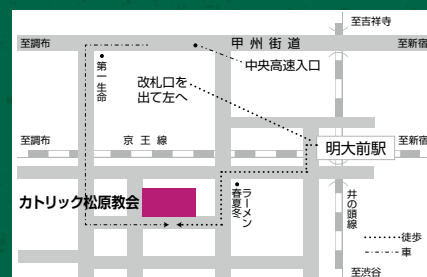 至吉祥寺
至調布
甲州街道
至新宿
中央高速入口
第一生命
改札口を
出て左へ
至調布
京王線
明大前駅
至新宿
カトリック松原教会
ラーメン
春夏冬
井の頭線
徒歩
車
至渋谷